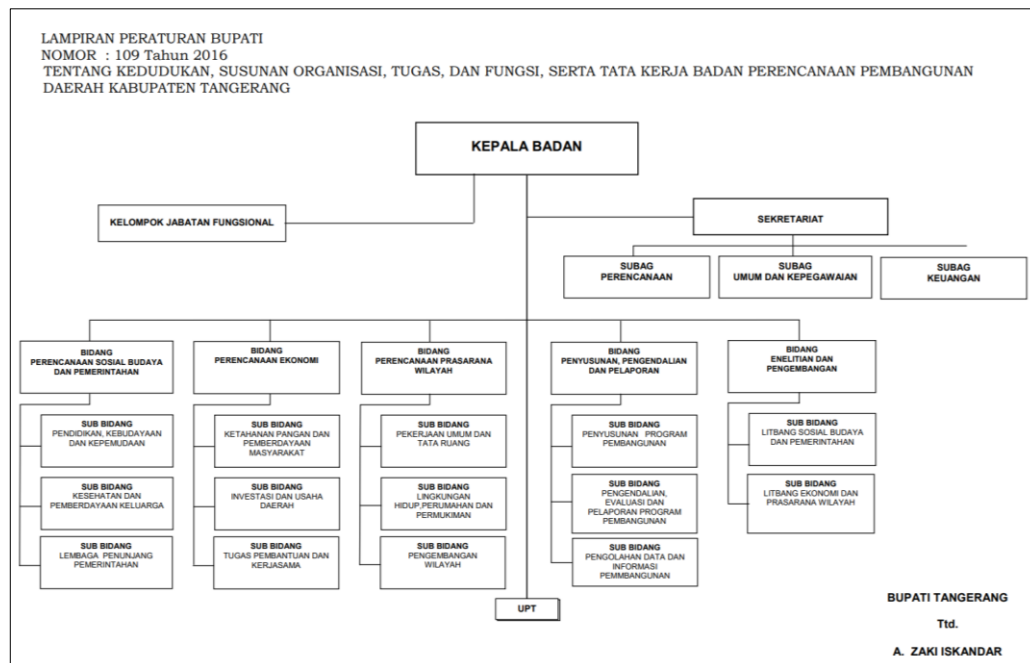 LAMPIRAN PERATURAN BUPATI
NOMOR : 109 Tahun 2016
TENTANG KEDUDUKAN, SUSUNAN ORGANISASI, TUGAS, DAN FUNGSI, SERTA TATA KERJA BADAN PERENCANAAN PEMBANGUNAN
DAERAH KABUPATEN TANGERANG
KEPALA BADAN
KELOMPOK JABATAN FUNGSIONAL
SEKRETARIAT
SUBAG
PERENCANAAN
SUBAG
UMUM DAN KEPEGAWAIAN
SUBAG
KEUANGAN
BIDANG
PERENCANAAN SOSIAL BUDAYA
DAN PEMERINTAHAN
SUB BIDANG
PENDIDIKAN, KEBUDAYAAN
DAN KEPEMUDAAN
SUB BIDANG
KESEHATAN DAN
PEMBERDAYAAN KELUARGA
SUB BIDANG
LEMBAGA PENUNJANG
PEMERINTAHAN
BIDANG
PERENCANAAN EKONOMI
SUB BIDANG
KETAHANAN PANGAN DAN
PEMBERDAYAAN
MASYARAKAT
SUB BIDANG
INVESTASI DAN USAHA
DAERAH
SUB BIDANG
TUGAS PEMBANTUAN DAN
KERJASAMA
BIDANG
PERENCANAAN PRASARANA
WILAYAH
SUB BIDANG
PEKERJAAN UMUM DAN
TATA RUANG
SUB BIDANG
LINGKUNGAN
HIDUP,PERUMAHAN DAN
PERMUKIMAN
SUB BIDANG
PENGEMBANGAN
WILAYAH
BIDANG
PENYUSUNAN, PENGENDALIAN
DAN PELAPORAN
SUB BIDANG
PENYUSUNAN PROGRAM
PEMBANGUNAN
SUB BIDANG
PENGENDALIAN,
EVALUASI DAN
PELAPORAN PROGRAM
PEMBANGUNAN
SUB BIDANG
PENGOLAHAN DATA DAN
INFORMASI
PEMMBANGUNAN
BIDANG
ENELITIAN DAN
PENGEMBANGAN
SUB BIDANG
LITBANG SOSIAL BUDAYA
DAN PEMERINTAHAN
SUB BIDANG
LITBANG EKONOMI DAN
PRASARANA WILAYAH
UPT
BUPATI TANGERANG
Ttd.
A. ZAKI ISKANDAR